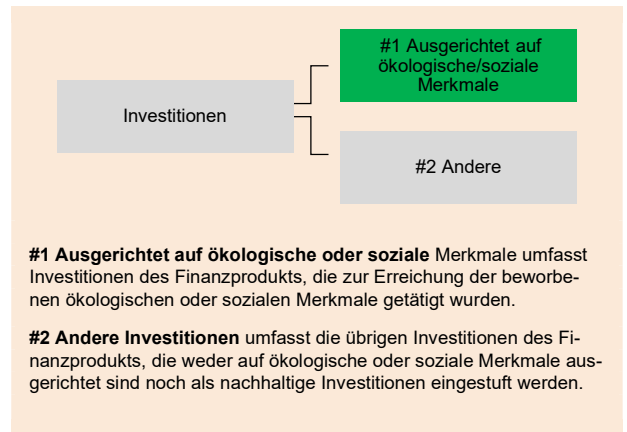 #1 Ausgerichtet auf
ökologische/soziale
Merkmale
Investitionen
#2 Andere
#1 Ausgerichtet auf ökologische oder soziale Merkmale umfasst
Investitionen des Finanzprodukts, die zur Erreichung der beworbe-
nen ökologischen oder sozialen Merkmale getätigt wurden.
#2 Andere Investitionen umfasst die übrigen Investitionen des Fi-
nanzprodukts, die weder auf ökologische oder soziale Merkmale aus-
gerichtet sind noch als nachhaltige Investitionen eingestuft werden.